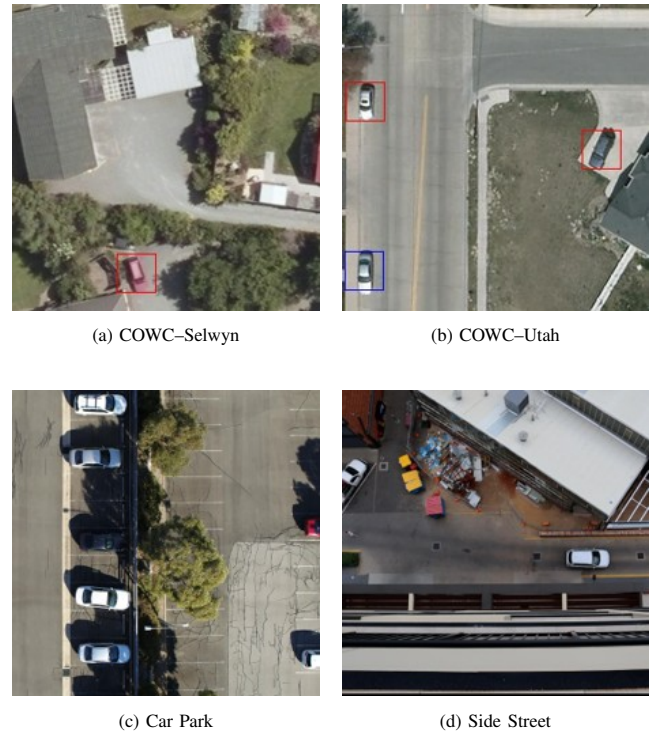 (a) COWC–Selwyn
(b) COWC–Utah
(c) Car Park
(d) Side Street